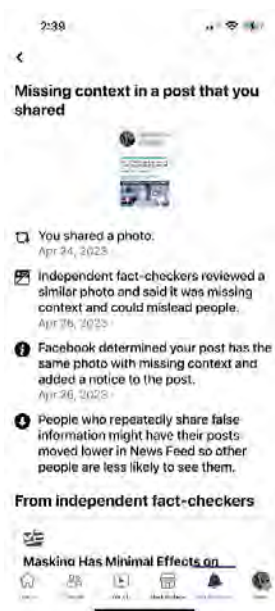 2:39
Missing context in a post that you
shared
You shared a photo.
Apr 24, 2023
Independent fact-checkers reviewed a
similar photo and said it was missing
context and could mislead people.
Apr 26, 2023
Facebook determined your post has the
same photo with missing context and
added a notice to the post.
Apr 26, 2023
People who repeatedly share false
information might have their posts
moved lower in News Feed so other
people are less likely to see them.
From independent fact-checkers
Masking Has Minimal Effects on